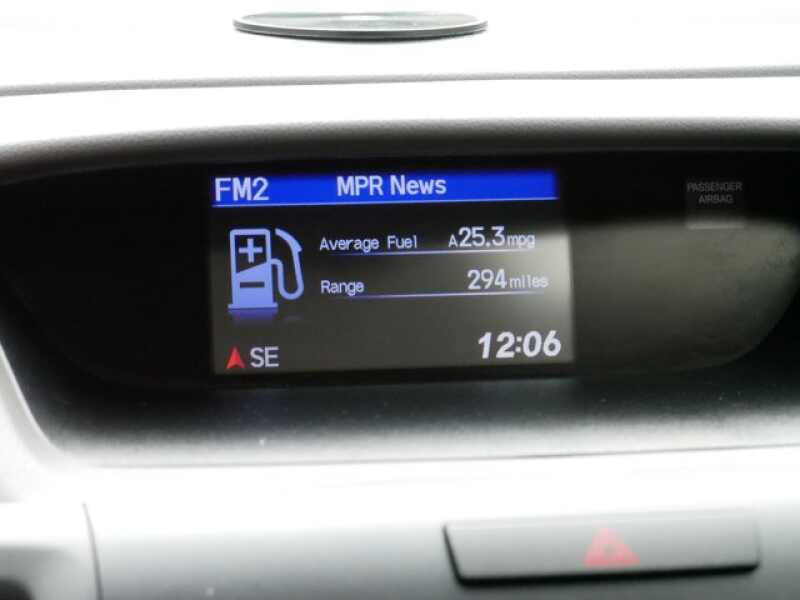 FM2 MPR News
PASSENGER
AIRBAG
Average Fuel A25.3mpg
Range 294miles
SE 12:06